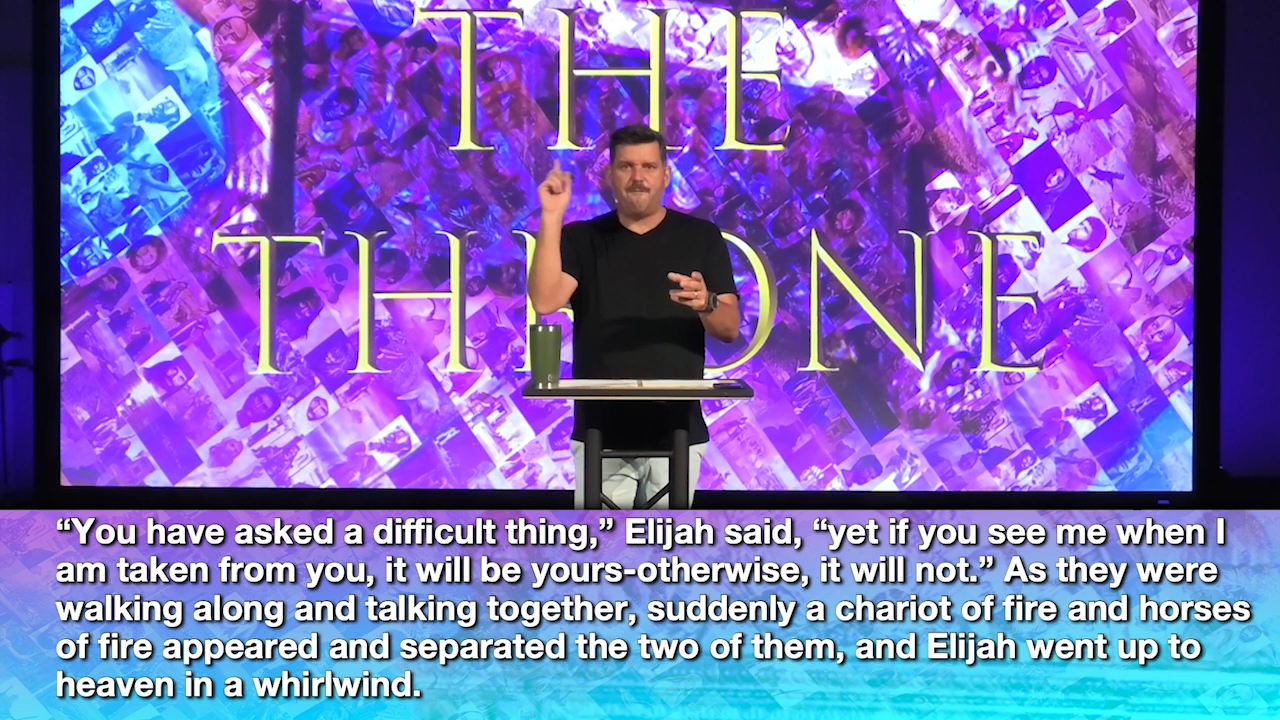 THE
THRONE
“You have asked a difficult thing,” Elijah said, “yet if you see me when I
am taken from you, it will be yours-otherwise, it will not.” As they were
walking along and talking together, suddenly a chariot of fire and horses
of fire appeared and separated the two of them, and Elijah went up to
heaven in a whirlwind.